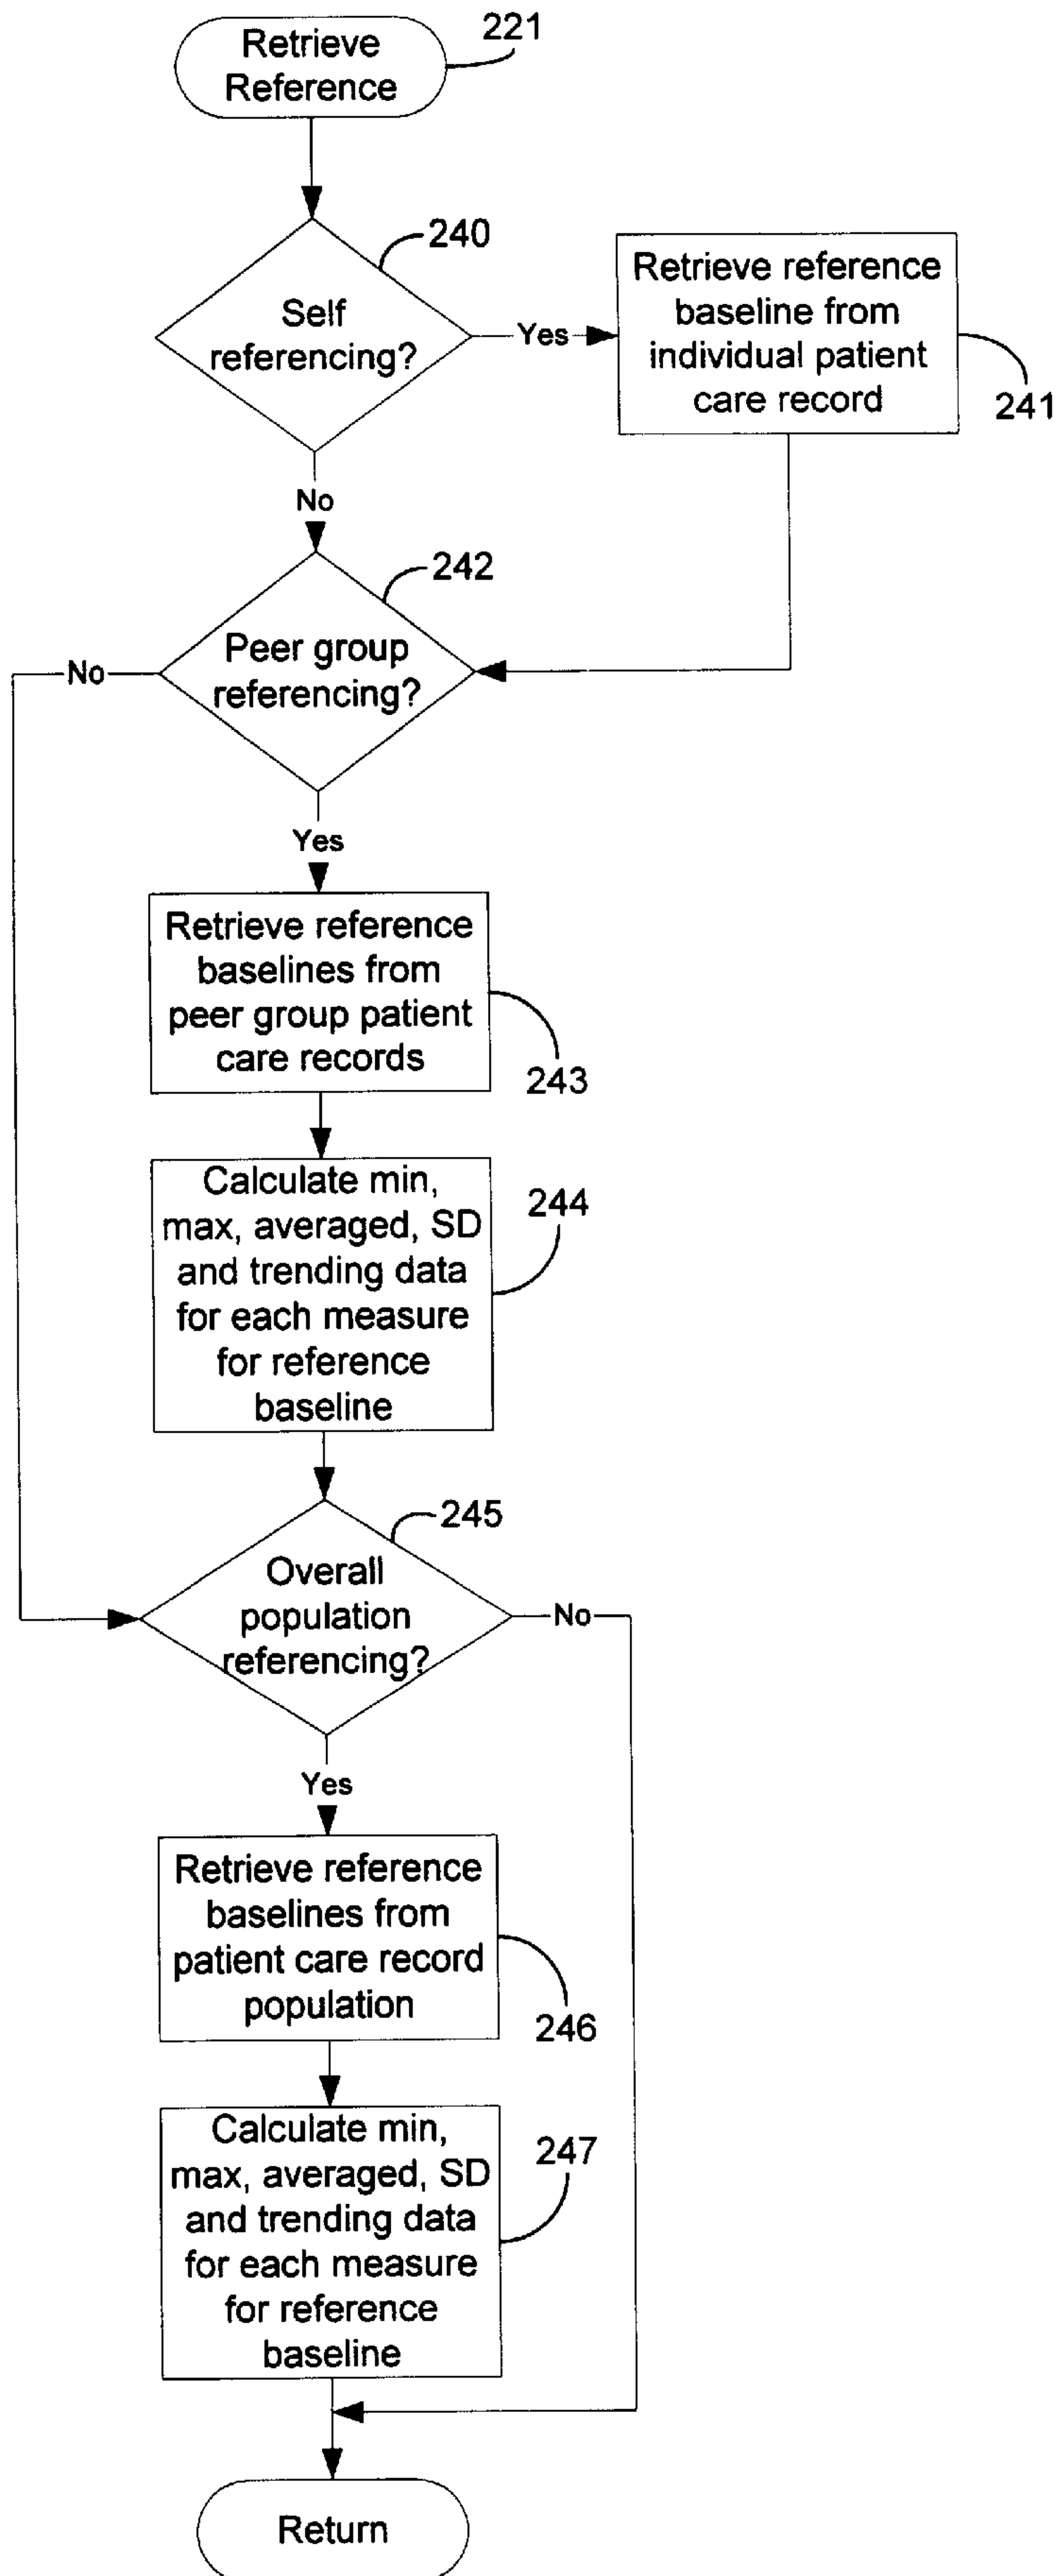 Retrieve
Reference
221
240
Self
referencing?
Yes
Retrieve reference
baseline from
individual patient
care record
241
No
242
Peer group
referencing?
No
Yes
Retrieve reference
baselines from
peer group patient
care records
243
Calculate min,
max, averaged, SD
and trending data
for each measure
for reference
baseline
244
245
Overall
population
referencing?
No
Yes
Retrieve reference
baselines from
patient care record
population
246
Calculate min,
max, averaged, SD
and trending data
for each measure
for reference
baseline
247
Return